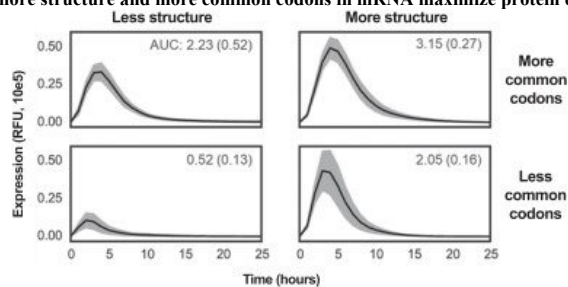 more structure and more common codons in mRNA maximize protein
Less structure More structure
Expression (RFU, 10e5)
0.50
0.25
0.00
AUC: 2.23 (0.52)
3.15 (0.27)
More
common
codons
0.50
0.25
0.00
0.52 (0.13)
2.05 (0.16)
Less
common
codons
0 5 10 15 20 25 0 5 10 15 20 25
Time (hours)